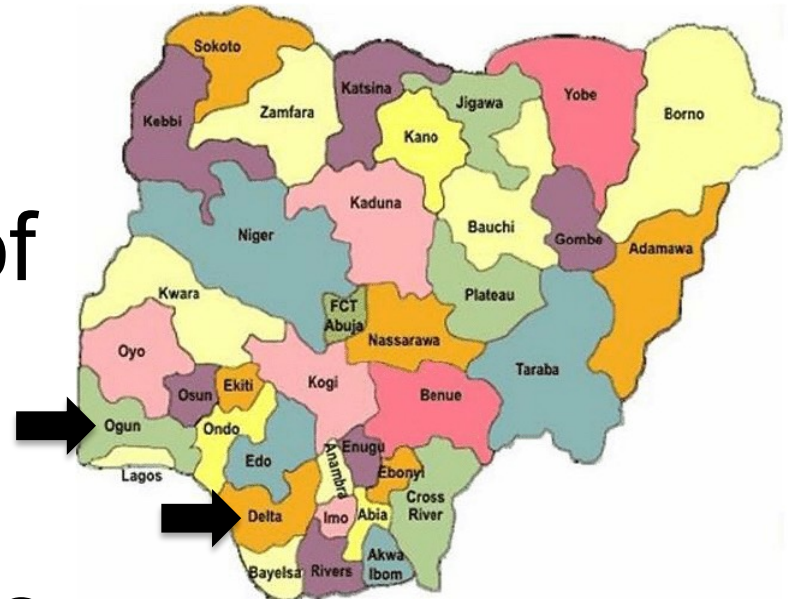 Sokoto
Katsina
Jigawa
Yobe
Borno
Kebbi
Zamfara
Kano
Kaduna
Bauchi
Gombe
Adamawa
of
Niger
Kwara
FCT
Abuja
Plateau
Nassarawa
Taraba
Oyo
Osun
Ekiti
Kogi
Benue
Ogun
Ondo
Edo
Enugu
Anambra
Ebonyi
Cross
River
Lagos
Delta
Imo
Abia
Akwa
Ibom
Bayelsa
Rivers